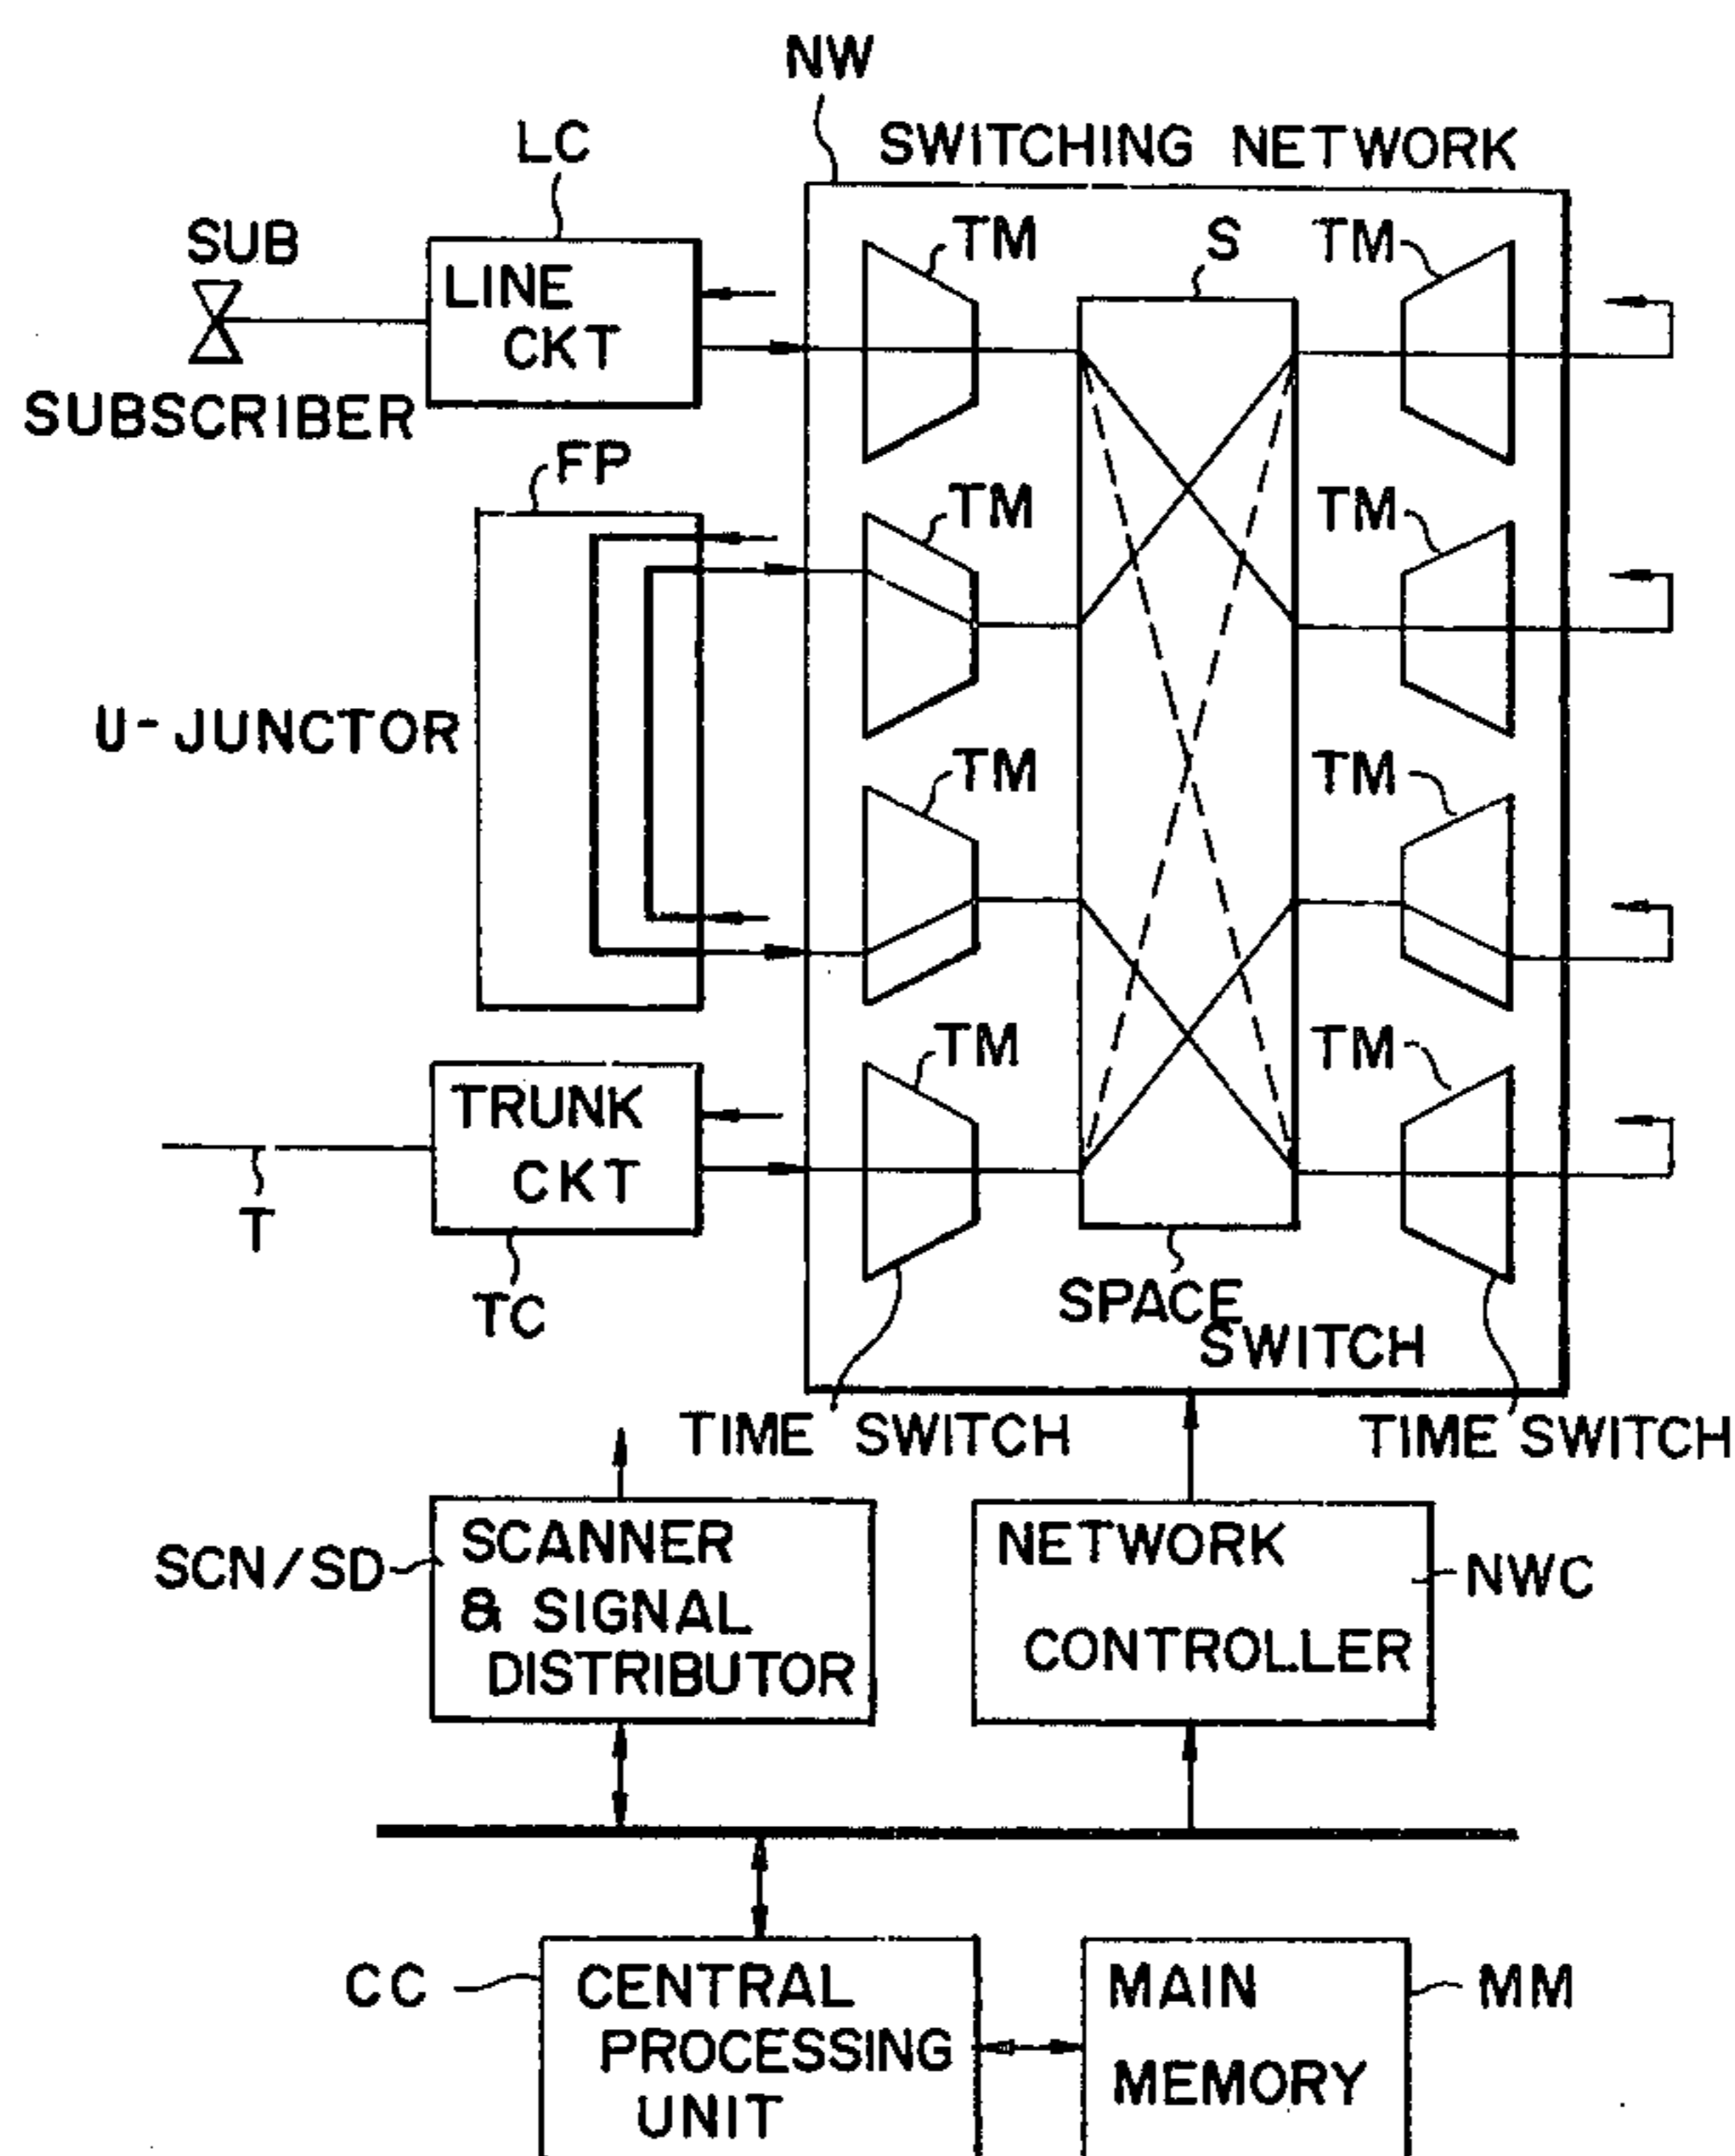 NW
SWITCHING NETWORK
LC
SUB
LINE
CKT
SUBSCRIBER
TM
S
TM
FP
TM
TM
U-JUNCTOR
TM
TM
TRUNK
CKT
TM
TM
T
TC
SPACE
SWITCH
TIME SWITCH
TIME SWITCH
SCN/SD
SCANNER
& SIGNAL
DISTRIBUTOR
NETWORK
CONTROLLER
NWC
CC
CENTRAL
PROCESSING
UNIT
MAIN
MEMORY
MM